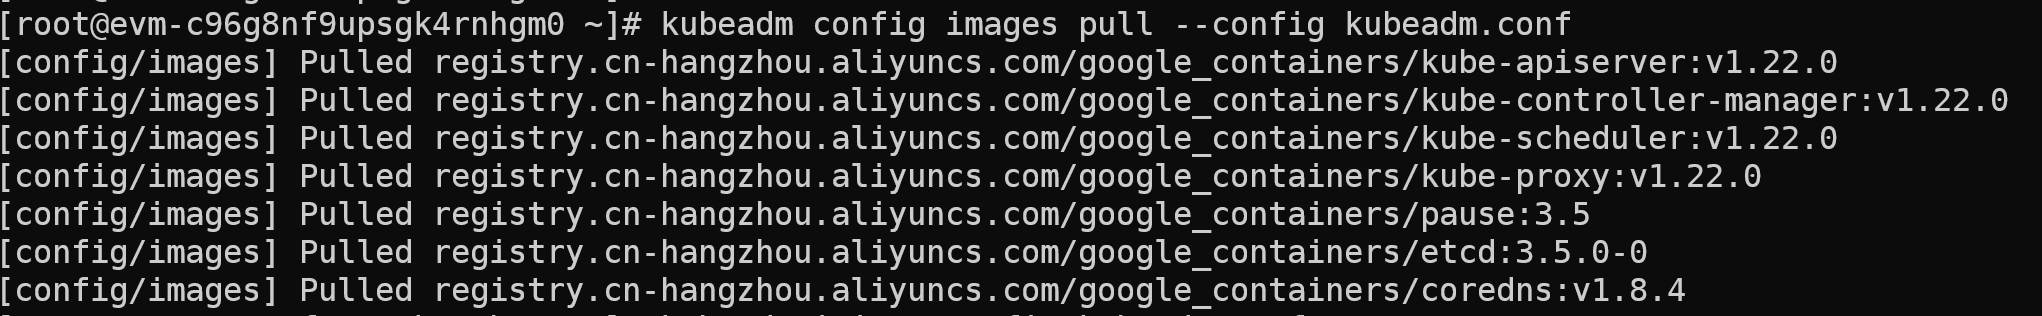 [root@evm-c96g8nf9upsgk4rnhgm0 ~]# kubeadm config images pull --config kubeadm.conf
[config/images] Pulled registry.cn-hangzhou.aliyuncs.com/google_containers/kube-apiserver:v1.22.0
[config/images] Pulled registry.cn-hangzhou.aliyuncs.com/google_containers/kube-controller-manager:v1.22.0
[config/images] Pulled registry.cn-hangzhou.aliyuncs.com/google_containers/kube-scheduler:v1.22.0
[config/images] Pulled registry.cn-hangzhou.aliyuncs.com/google_containers/kube-proxy:v1.22.0
[config/images] Pulled registry.cn-hangzhou.aliyuncs.com/google_containers/pause:3.5
[config/images] Pulled registry.cn-hangzhou.aliyuncs.com/google_containers/etcd:3.5.0-0
[config/images] Pulled registry.cn-hangzhou.aliyuncs.com/google_containers/coredns:v1.8.4